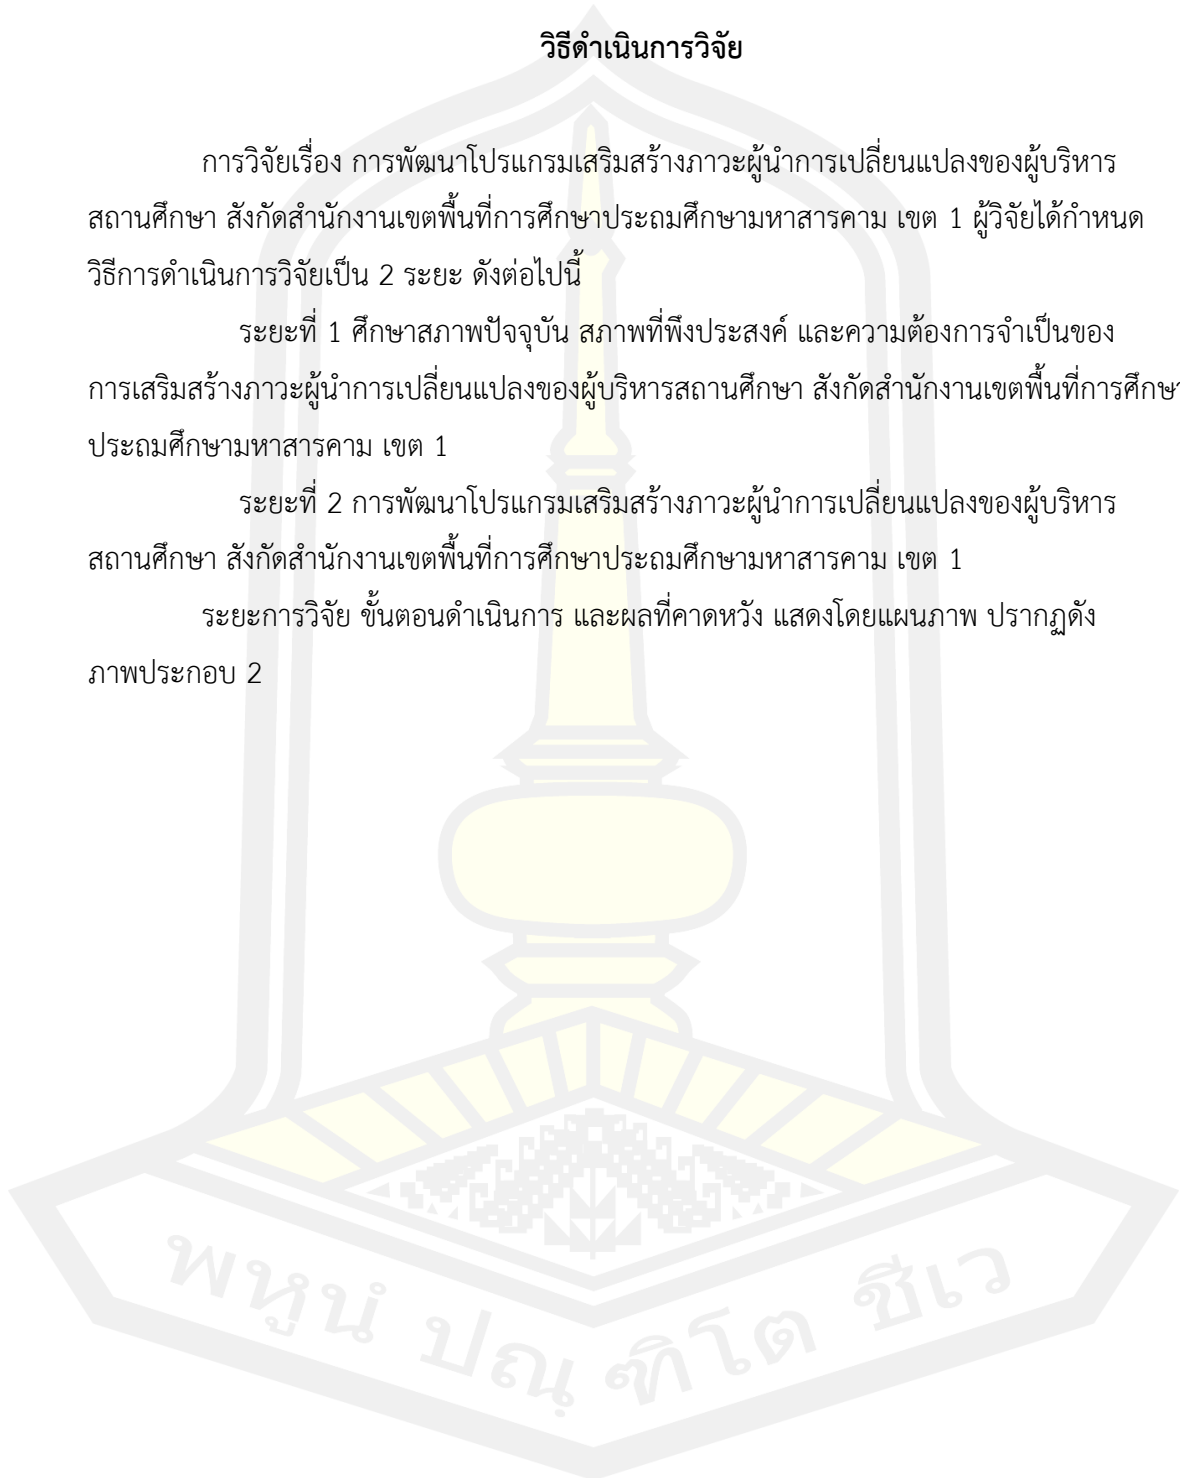 วิธีดำเนินการวิจัย
การวิจัยเรื่อง การพัฒนาโปรแกรมเสริมสร้างภาวะผู้นำการเปลี่ยนแปลงของผู้บริหาร
สถานศึกษา สังกัดสำนักงานเขตพื้นที่การศึกษาประถมศึกษามหาสารคาม เขต 1 ผู้วิจัยได้กำหนด
วิธีการดำเนินการวิจัยเป็น 2 ระยะ ดังต่อไปนี้
ระยะที่ 1 ศึกษาสภาพปัจจุบัน สภาพที่พึงประสงค์ และความต้องการจำเป็นของ
การเสริมสร้างภาวะผู้นำการเปลี่ยนแปลงของผู้บริหารสถานศึกษา สังกัดสำนักงานเขตพื้นที่การศึกษา
ประถมศึกษามหาสารคาม เขต 1
ระยะที่ 2 การพัฒนาโปรแกรมเสริมสร้างภาวะผู้นำการเปลี่ยนแปลงของผู้บริหาร
สถานศึกษา สังกัดสำนักงานเขตพื้นที่การศึกษาประถมศึกษามหาสารคาม เขต 1
ระยะการวิจัย ขั้นตอนดำเนินการ และผลที่คาดหวัง แสดงโดยแผนภาพ ปรากฏดัง
ภาพประกอบ 2
พหูนํ ปณฺฑิโต ชีเว